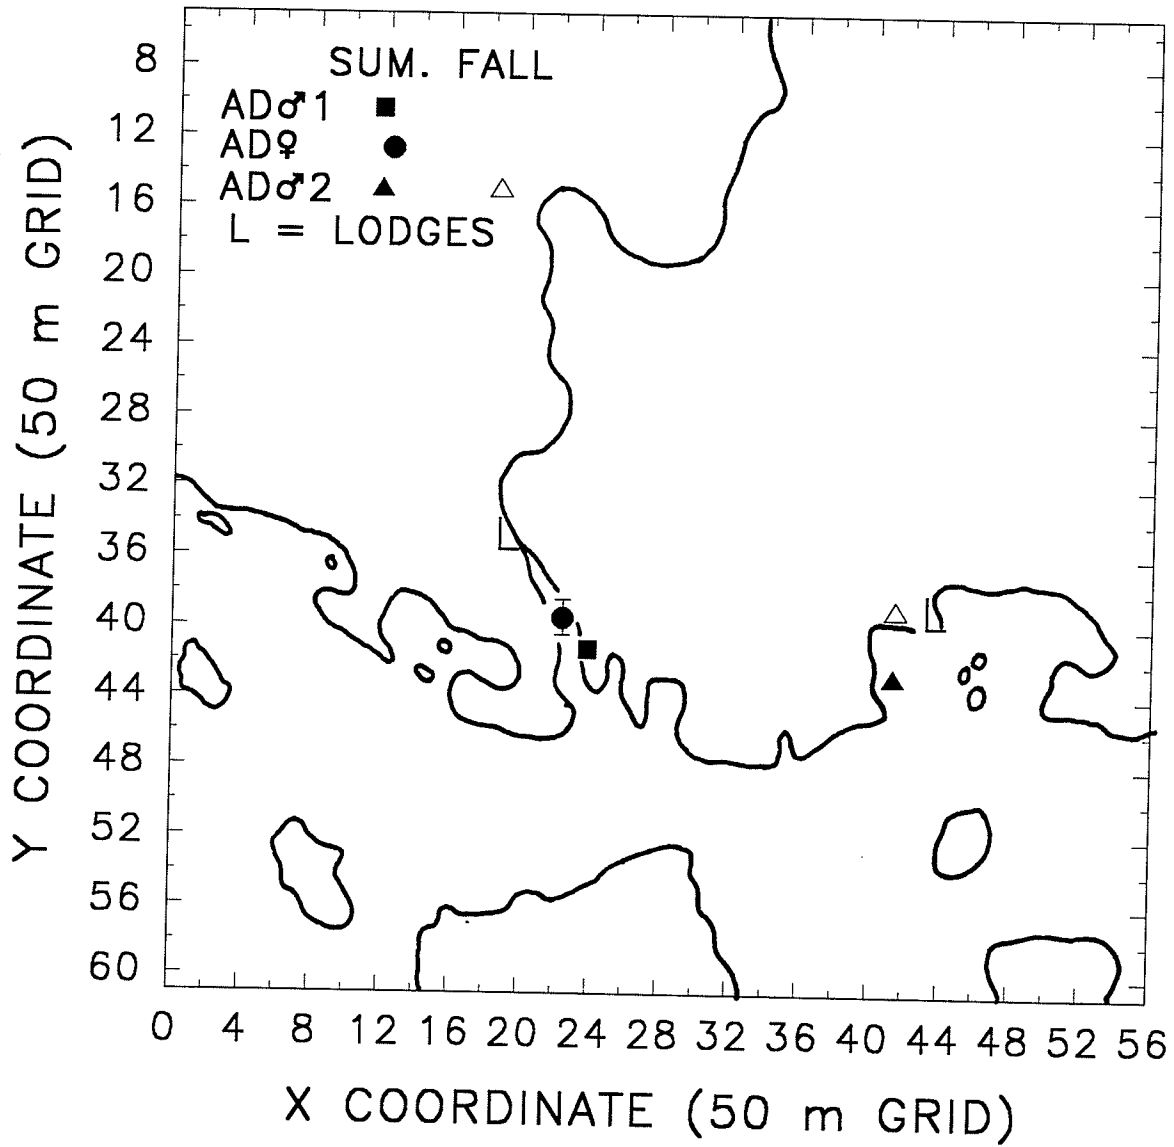 SUM. FALL
AD♂1 ■
AD♀ ●
AD♂2 ▲ △
L = LODGES
8
12
16
20
24
28
32
36
40
44
48
52
56
60
Y COORDINATE (50 m GRID)
L
L
0 4 8 12 16 20 24 28 32 36 40 44 48 52 56
X COORDINATE (50 m GRID)